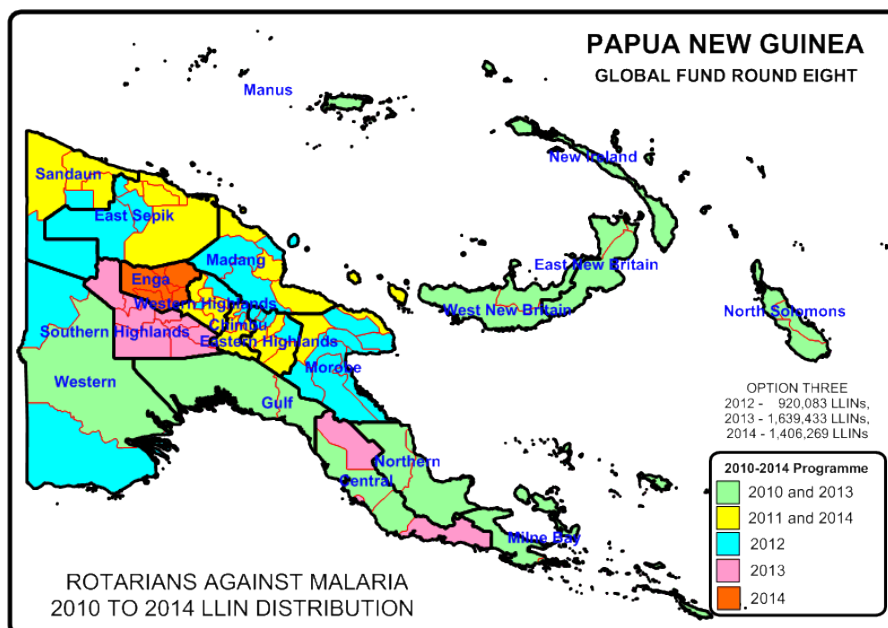 PAPUA NEW GUINEA
GLOBAL FUND ROUND EIGHT
Manus
New Ireland
Sandaun
East Sepik
Madang
East New Britain
Enga
Western Highlands
West New Britain
North Solomons
Chimbu
Southern Highlands
Eastern Highlands
Morobe
Western
Gulf
Northern
Central
Milne Bay
OPTION THREE
2012 - 920,083 LLINs,
2013 - 1,639,433 LLINs,
2014 - 1,406,269 LLINs
2010-2014 Programme
2010 and 2013
2011 and 2014
2012
2013
2014
ROTARIANS AGAINST MALARIA
2010 TO 2014 LLIN DISTRIBUTION